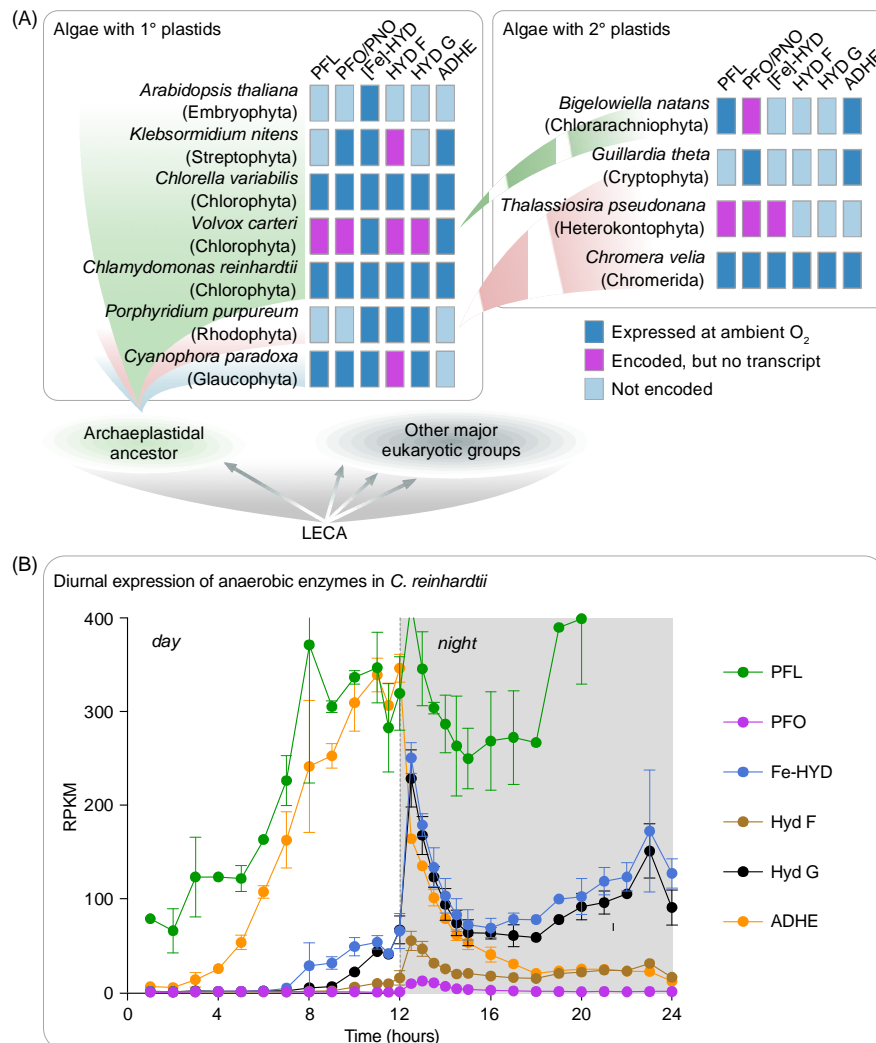 (A)
Algae with 1° plastids
PFL
PFO/PNO
[Fe]-HYD
HYD F
HYD G
ADHE
Arabidopsis thaliana
(Embryophyta)
Klebsormidium nitens
(Streptophyta)
Chlorella variabilis
(Chlorophyta)
Volvox carteri
(Chlorophyta)
Chlamydomonas reinhardtii
(Chlorophyta)
Porphyridium purpureum
(Rhodophyta)
Cyanophora paradoxa
(Glaucophyta)
Algae with 2° plastids
PFL
PFO/PNO
[Fe]-HYD
HYD F
HYD G
ADHE
Bigelowiella natans
(Chlorarachniophyta)
Guillardia theta
(Cryptophyta)
Thalassiosira pseudonana
(Heterokontophyta)
Chromera velia
(Chromerida)
Expressed at ambient O₂
Encoded, but no transcript
Not encoded
Archaeplastidal
ancestor
Other major
eukaryotic groups
LECA
(B)
Diurnal expression of anaerobic enzymes in C. reinhardtii
400
300
200
100
0
RPKM
day
night
0
4
8
12
16
20
24
Time (hours)
PFL
PFO
Fe-HYD
Hyd F
Hyd G
ADHE